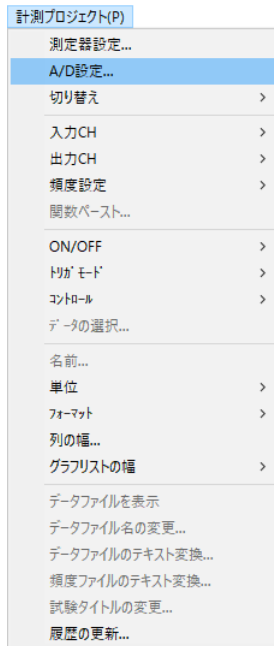 計測プロジェクト(P)
測定器設定...
A/D設定...
切り替え
入力CH
出力CH
頻度設定
関数ペースト...
ON/OFF
ﾄﾘｶﾞ ﾓｰﾄﾞ
ｺﾝﾄﾛｰﾙ
ﾃﾞｰﾀの選択...
名前...
単位
ﾌｫｰﾏｯﾄ
列の幅...
グラフリストの幅
データファイルを表示
データファイル名の変更...
データファイルのテキスト変換...
頻度ファイルのテキスト変換...
試験タイトルの変更...
履歴の更新...